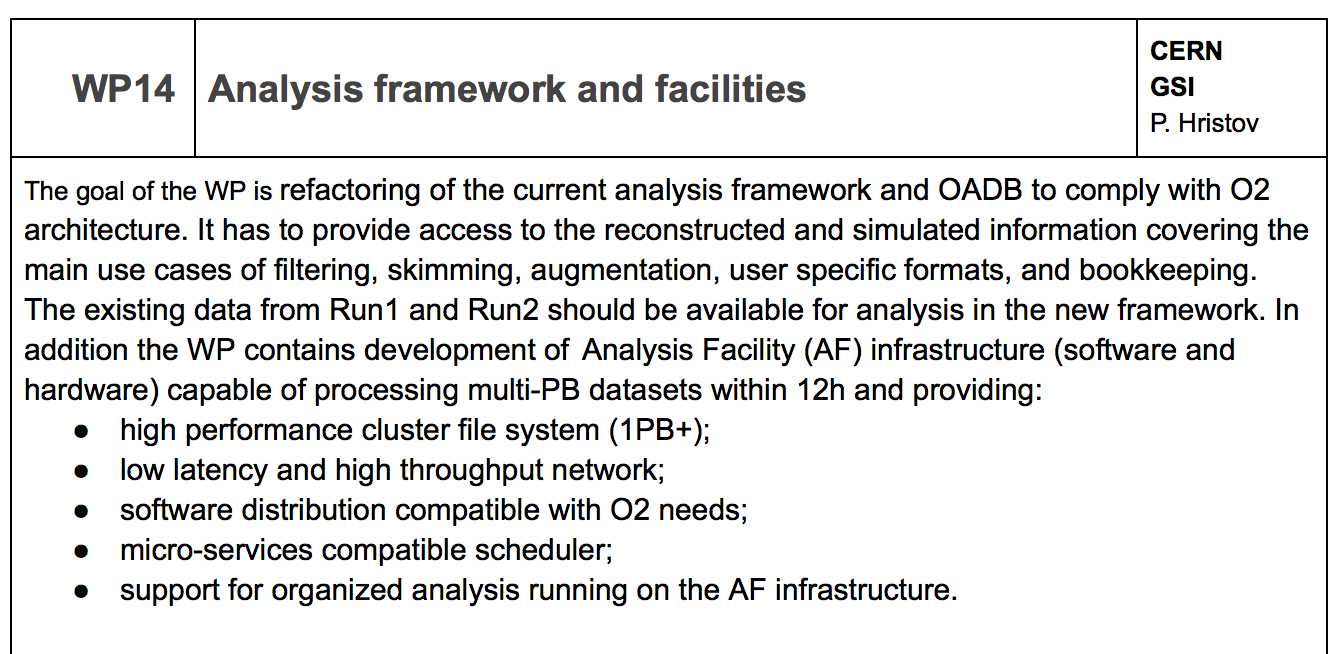 WP14
Analysis framework and facilities
CERN
GSI
P. Hristov
The goal of the WP is refactoring of the current analysis framework and OADB to comply with O2
architecture. It has to provide access to the reconstructed and simulated information covering the
main use cases of filtering, skimming, augmentation, user specific formats, and bookkeeping.
The existing data from Run1 and Run2 should be available for analysis in the new framework. In
addition the WP contains development of  Analysis Facility (AF) infrastructure (software and
hardware) capable of processing multi-PB datasets within 12h and providing:
● high performance cluster file system (1PB+);
● low latency and high throughput network;
● software distribution compatible with O2 needs;
● micro-services compatible scheduler;
● support for organized analysis running on the AF infrastructure.